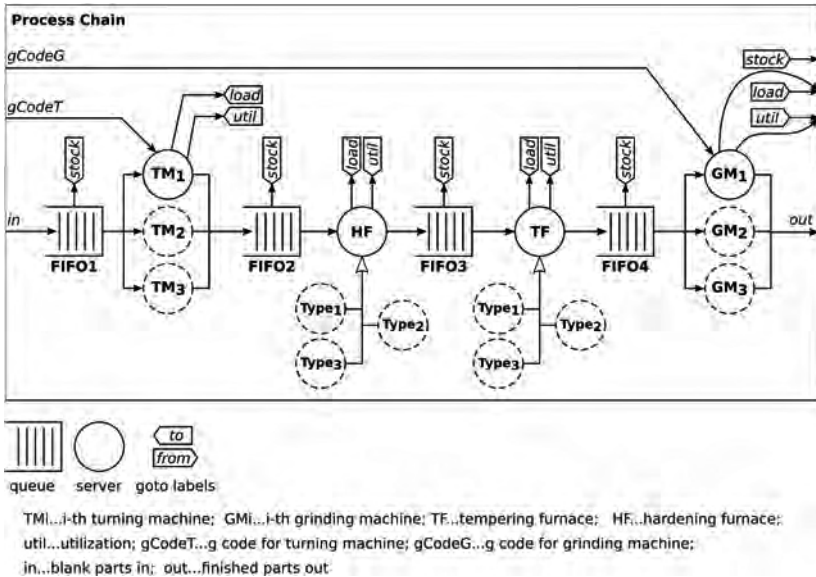 Process Chain
gCodeG
stock
load
gCodeT
load
util
util
stock
TM1
stock
load
util
stock
load
util
stock
GM1
in
TM2
HF
TF
GM2
out
FIFO1
FIFO2
FIFO3
FIFO4
TM3
GM3
Type1
Type2
Type3
Type1
Type2
Type3
to
from
queue
server
goto labels
TMi...i-th turning machine; GMi...i-th grinding machine; TF...tempering furnace; HF...hardening furnace;
util...utilization; gCodeT...g code for turning machine; gCodeG...g code for grinding machine;
in...blank parts in; out...finished parts out